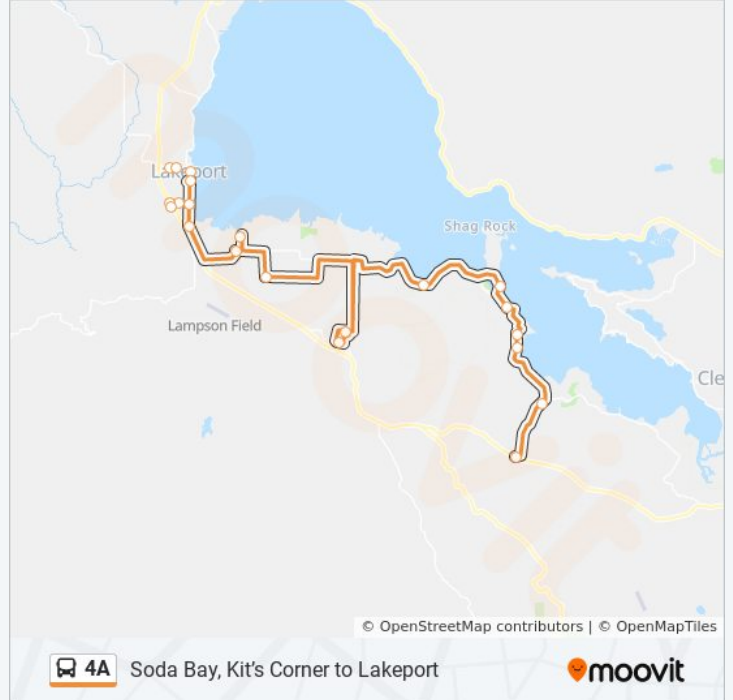 Lakeport
Shag Rock
Lampson Field
Cle
© OpenStreetMap contributors | © OpenMapTiles
4A Soda Bay, Kit’s Corner to Lakeport
moovit